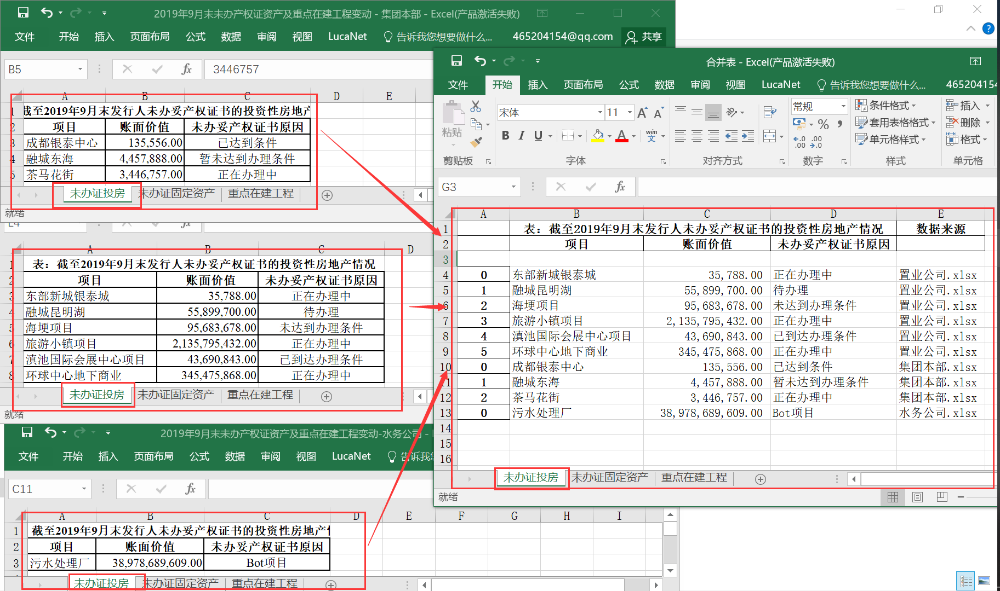 2019年9月末未办产权证资产及重点在建工程变动 - 集团本部 - Excel(产品激活失败)
文件 开始 插入 页面布局 公式 数据 审阅 视图 LucaNet 告诉我您想要做什么... 465204154@qq.com 共享
B5 fx 3446757
A B C D E
1 截至2019年9月末发行人未办妥产权证书的投资性房地产
2 项目 账面价值 未办妥产权证书原因
3 成都银泰中心 135,556.00 已达到条件
4 融城东海 4,457,888.00 暂未达到办理条件
5 茶马花街 3,446,757.00 正在办理中
未办证投房 未办证固定资产 重点在建工程
就绪
A B C D
1 表：截至2019年9月末发行人未办妥产权证书的投资性房地产情况
2 项目 账面价值 未办妥产权证书原因
3 东部新城银泰城 35,788.00 正在办理中
4 融城昆明湖 55,899,700.00 待办理
5 海埂项目 95,683,678.00 未达到办理条件
6 旅游小镇项目 2,135,795,432.00 正在办理中
7 滇池国际会展中心项目 43,690,843.00 已到达办理条件
8 环球中心地下商业 345,475,868.00 正在办理中
未办证投房 未办证固定资产 重点在建工程
就绪
2019年9月末未办产权证资产及重点在建工程变动-水务公司 -
文件 开始 插入 页面布局 公式 数据 审阅 视图 LucaNet 告诉我
C11 fx
A B C D E F G H I
1 截至2019年9月末发行人未办妥产权证书的投资性房地产
2 项目 账面价值 未办妥产权证书原因
3 污水处理厂 38,978,689,609.00 Bot项目
未办证投房 未办证固定资产 重点在建工程
合并表 - Excel(产品激活失败)
文件 开始 插入 页面布局 公式 数据 审阅 视图 LucaNet 告诉我您想要做什么... 46520415
粘贴 宋体 11 A A 常规 条件格式 插入
B I U A wén 文 % 套用表格格式 删除
.0 .00 .00 .0 单元格样式 格式
剪贴板 字体 对齐方式 数字 样式 单元格
G3 fx
A B C D E
1 表：截至2019年9月末发行人未办妥产权证书的投资性房地产情况 数据来源
2 项目 账面价值 未办妥产权证书原因
3
4 0 东部新城银泰城 35,788.00 正在办理中 置业公司.xlsx
5 1 融城昆明湖 55,899,700.00 待办理 置业公司.xlsx
6 2 海埂项目 95,683,678.00 未达到办理条件 置业公司.xlsx
7 3 旅游小镇项目 2,135,795,432.00 正在办理中 置业公司.xlsx
8 4 滇池国际会展中心项目 43,690,843.00 已到达办理条件 置业公司.xlsx
9 5 环球中心地下商业 345,475,868.00 正在办理中 置业公司.xlsx
10 0 成都银泰中心 135,556.00 已达到条件 集团本部.xlsx
11 1 融城东海 4,457,888.00 暂未达到办理条件 集团本部.xlsx
12 2 茶马花街 3,446,757.00 正在办理中 集团本部.xlsx
13 0 污水处理厂 38,978,689,609.00 Bot项目 水务公司.xlsx
14
15
16
未办证投房 未办证固定资产 重点在建工程
就绪